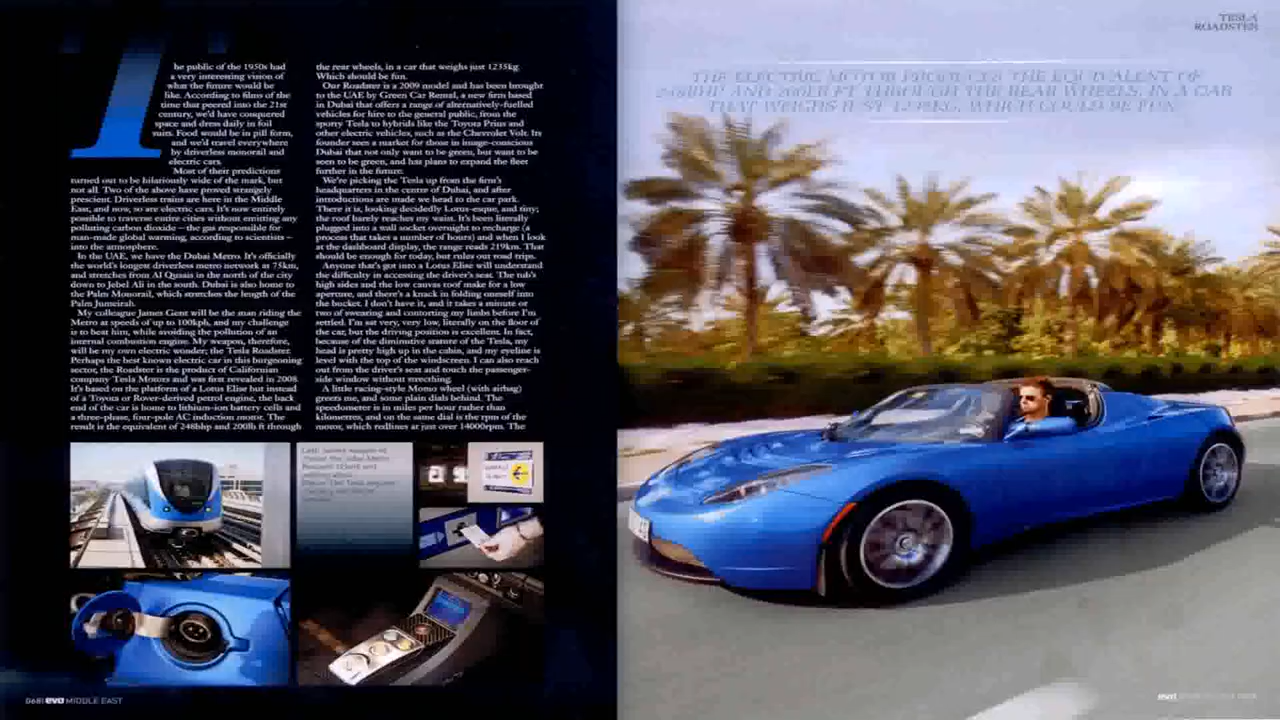 The public of the 1950s had
a very interesting vision of
what the future would be
like. According to films of the
time that peered into the 21st
century, we'd have conquered
space and dress daily in foil
suits. Food would be in pill form,
and we'd travel everywhere
by driverless monorail and
electric cars.
Most of their predictions
turned out to be hilariously wide of the mark, but
not all. Two of the above have proved strangely
prescient. Driverless trains are here in the Middle
East, and now, so are electric cars. It's now entirely
possible to traverse entire cities without emitting any
polluting carbon dioxide – the gas responsible for
man-made global warming, according to scientists –
into the atmosphere.
In the UAE, we have the Dubai Metro. It's officially
the world's longest driverless metro network at 75km,
and stretches from Al Qusais in the north of the city
down to Jebel Ali in the south. Dubai is also home to
the Palm Monorail, which stretches the length of the
Palm Jumeirah.
My colleague James Gent will be the man riding the
Metro at speeds of up to 100kph, and my challenge
is to beat him, while avoiding the pollution of an
internal combustion engine. My weapon, therefore,
will be my own electric wonder; the Tesla Roadster.
Perhaps the best known electric car in this burgeoning
sector, the Roadster is the product of Californian
company Tesla Motors and was first revealed in 2008.
It's based on the platform of a Lotus Elise but instead
of a Toyota or Rover-derived petrol engine, the back
end of the car is home to lithium-ion battery cells and
a three-phase, four-pole AC induction motor. The
result is the equivalent of 248bhp and 200lb ft through
the rear wheels, in a car that weighs just 1235kg.
Which should be fun.
Our Roadster is a 2009 model and has been brought
to the UAE by Green Car Rental, a new firm based
in Dubai that offers a range of alternatively-fuelled
vehicles for hire to the general public, from the
sporty Tesla to hybrids like the Toyota Prius and
other electric vehicles, such as the Chevrolet Volt. Its
founder sees a market for those in image-conscious
Dubai that not only want to be green, but want to be
seen to be green, and has plans to expand the fleet
further in the future.
We're picking the Tesla up from the firm's
headquarters in the centre of Dubai, and after
introductions are made we head to the car park.
There it is, looking decidedly Lotus-esque, and tiny;
the roof barely reaches my waist. It's been literally
plugged into a wall socket overnight to recharge (a
process that takes a number of hours) and when I look
at the dashboard display, the range reads 219km. That
should be enough for today, but rules out road trips.
Anyone that's got into a Lotus Elise will understand
the difficulty in accessing the driver's seat. The tub's
high sides and the low canvas roof make for a low
aperture, and there's a knack in folding oneself into
the bucket. I don't have it, and it takes a minute or
two of swearing and contorting my limbs before I'm
settled. I'm sat very, very low, literally on the floor of
the car, but the driving position is excellent. In fact,
because of the diminutive stature of the Tesla, my
head is pretty high up in the cabin, and my eyeline is
level with the top of the windscreen. I can also reach
out from the driver's seat and touch the passenger-
side window without stretching.
A little racing-style Momo wheel (with airbag)
greets me, and some plain dials behind. The
speedometer is in miles per hour rather than
kilometres, and on the same dial is the rpm of the
motor, which redlines at just over 14000rpm. The
068 | evo MIDDLE EAST
TESLA
ROADSTER
THE ELECTRIC MOTOR PRODUCES THE EQUIVALENT OF
248BHP AND 200LB FT THROUGH THE REAR WHEELS, IN A CAR
THAT WEIGHS JUST 1235KG. WHICH COULD BE FUN
evo